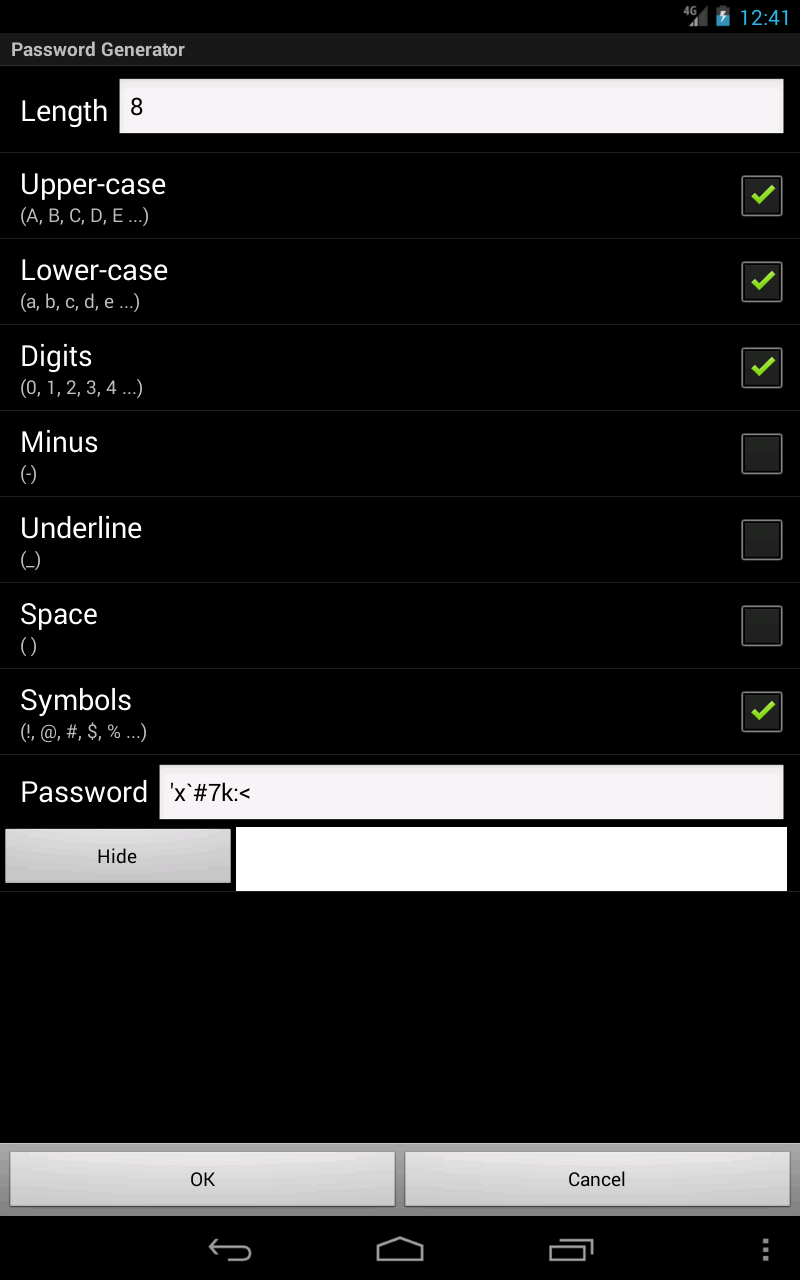 4G 12:41
Password Generator
Length 8
Upper-case
(A, B, C, D, E ...)
Lower-case
(a, b, c, d, e ...)
Digits
(0, 1, 2, 3, 4 ...)
Minus
(-)
Underline
(_)
Space
( )
Symbols
(!, @, #, $, % ...)
Password 'x`#7k:<
Hide
OK Cancel